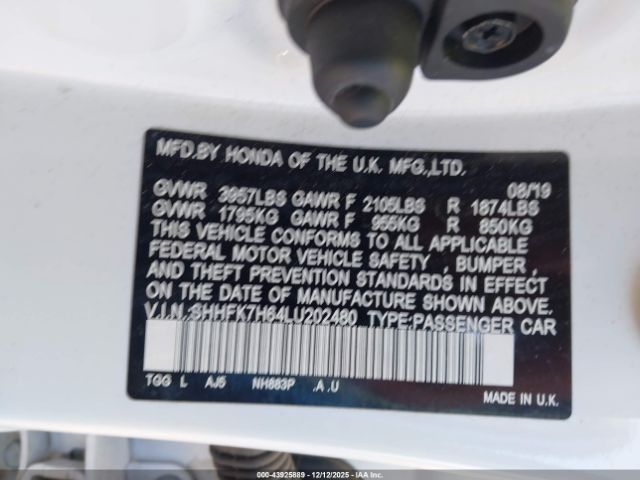 MFD.BY HONDA OF THE U.K. MFG.,LTD.
08/19
GVWR 3957LBS GAWR F 2105LBS R 1874LBS
GVWR 1795KG GAWR F 955KG R 850KG
THIS VEHICLE CONFORMS TO ALL APPLICABLE
FEDERAL MOTOR VEHICLE SAFETY , BUMPER ,
AND THEFT PREVENTION STANDARDS IN EFFECT
ON THE DATE OF MANUFACTURE SHOWN ABOVE.
V.I.N.:SHHFK7H64LU202480 TYPE:PASSENGER CAR
TGG L AJ5 NH883P .A .U
MADE IN U.K.
IAA 000-43925889 - 12/12/2025 - IAAI.COM